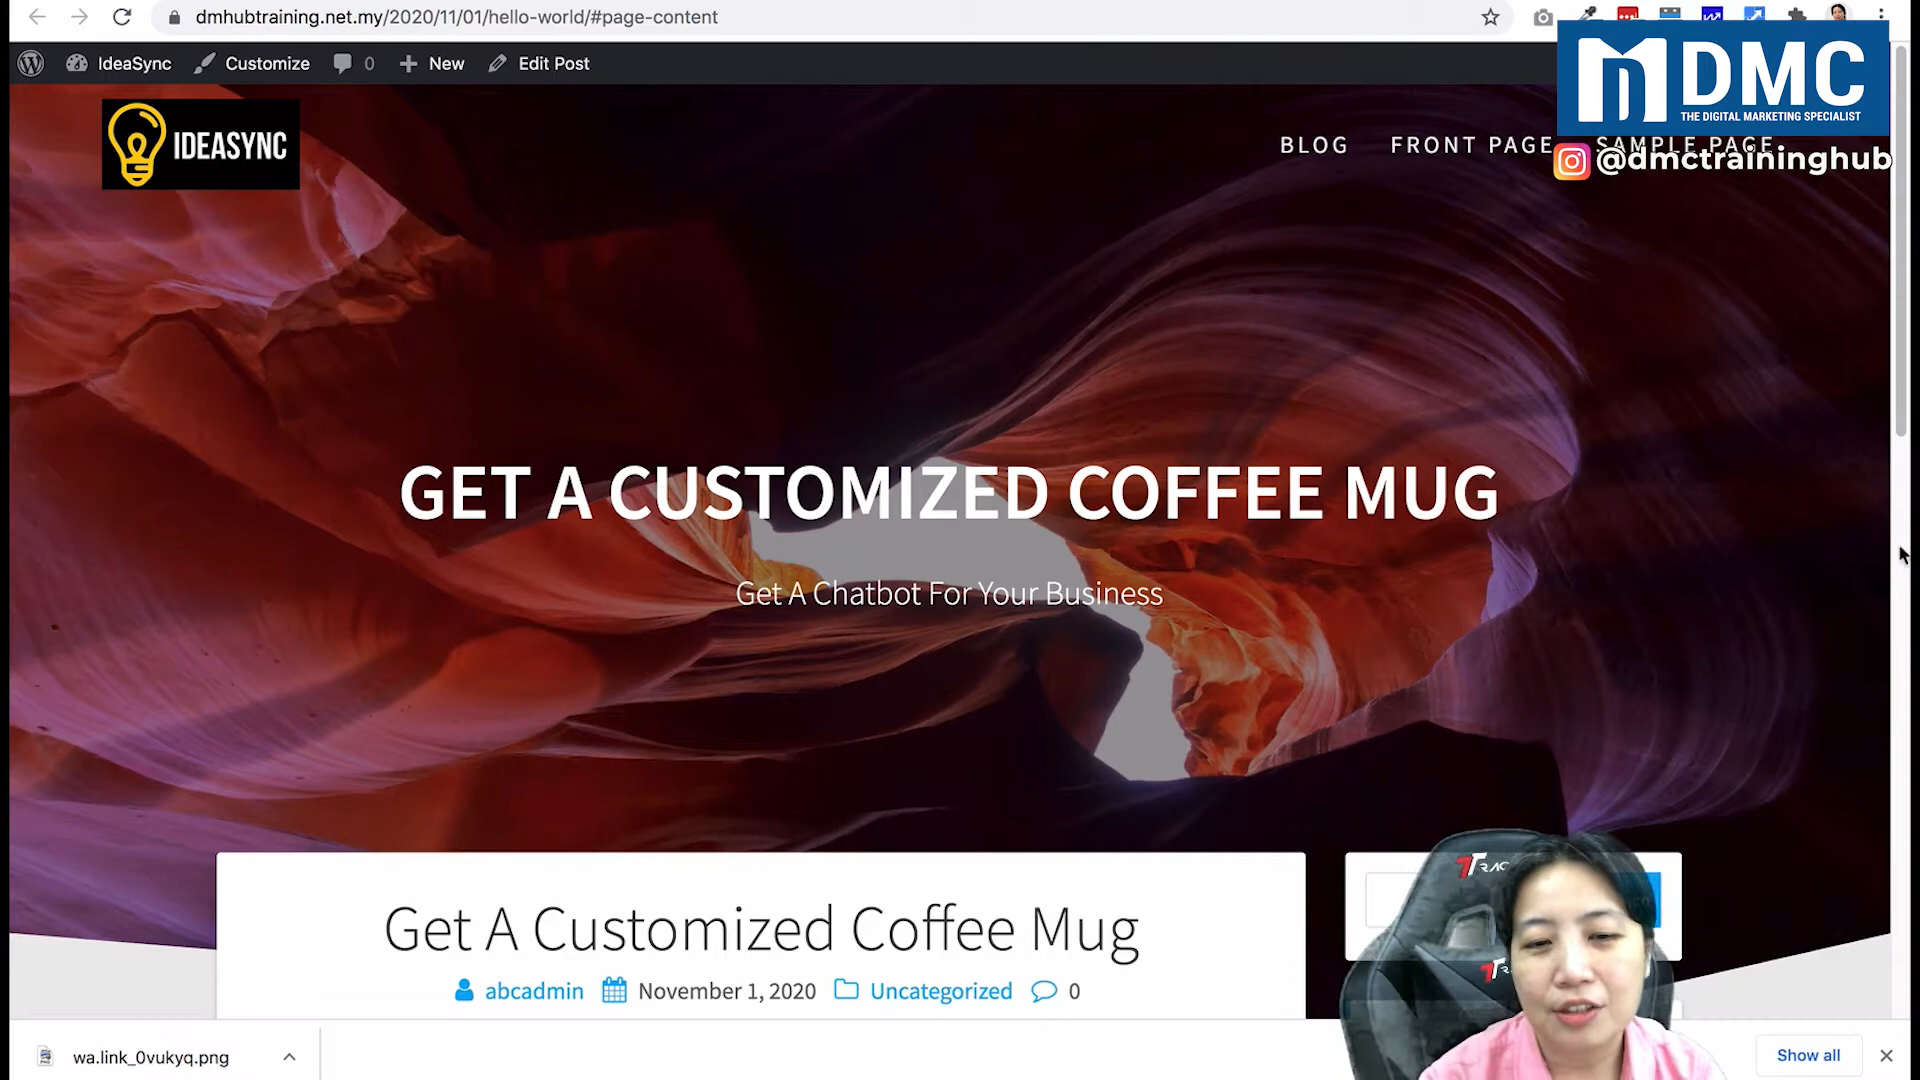 dmhubtraining.net.my/2020/11/01/hello-world/#page-content
IdeaSync
Customize
0
New
Edit Post
DMC
THE DIGITAL MARKETING SPECIALIST
@dmctraininghub
IDEASYNC
BLOG
FRONT PAGE
SAMPLE PAGE
GET A CUSTOMIZED COFFEE MUG
Get A Chatbot For Your Business
Get A Customized Coffee Mug
abcadmin
November 1, 2020
Uncategorized
0
wa.link_0vukyq.png
Show all